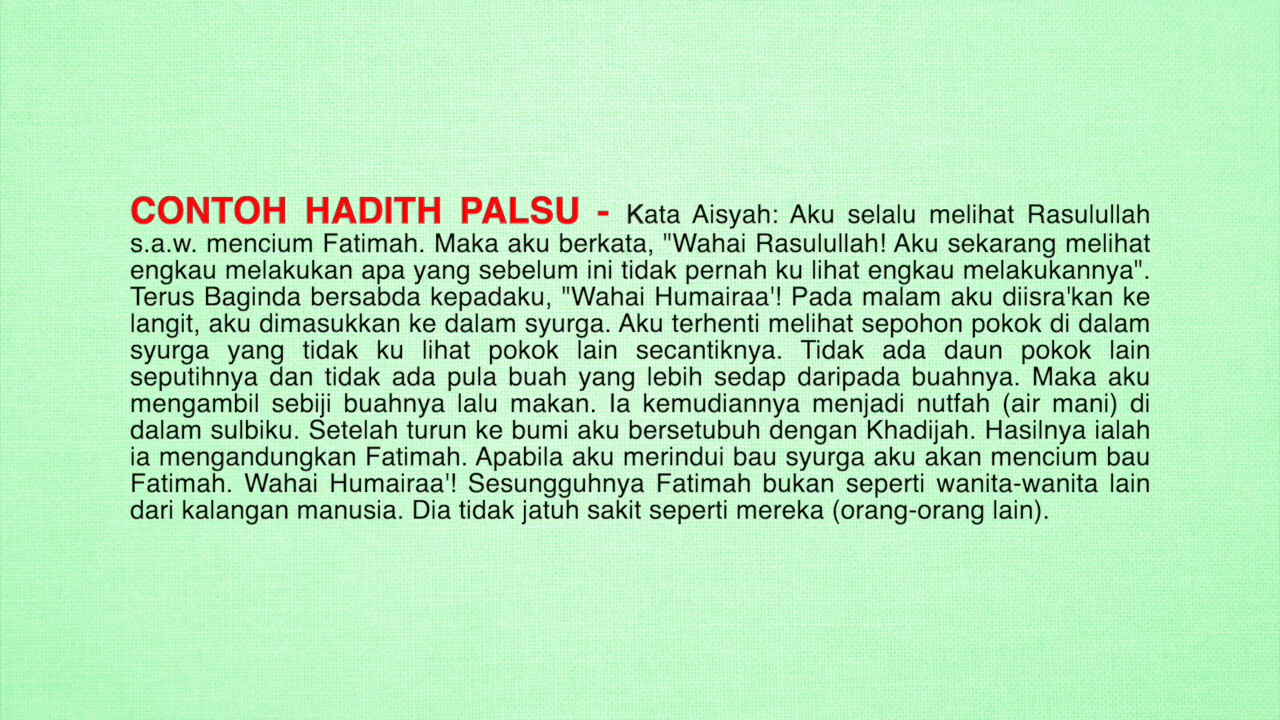 CONTOH HADITH PALSU - Kata Aisyah: Aku selalu melihat Rasulullah
s.a.w. mencium Fatimah. Maka aku berkata, "Wahai Rasulullah! Aku sekarang melihat
engkau melakukan apa yang sebelum ini tidak pernah ku lihat engkau melakukannya".
Terus Baginda bersabda kepadaku, "Wahai Humairaa'! Pada malam aku diisra'kan ke
langit, aku dimasukkan ke dalam syurga. Aku terhenti melihat sepohon pokok di dalam
syurga yang tidak ku lihat pokok lain secantiknya. Tidak ada daun pokok lain
seputihnya dan tidak ada pula buah yang lebih sedap daripada buahnya. Maka aku
mengambil sebiji buahnya lalu makan. Ia kemudiannya menjadi nutfah (air mani) di
dalam sulbiku. Setelah turun ke bumi aku bersetubuh dengan Khadijah. Hasilnya ialah
ia mengandungkan Fatimah. Apabila aku merindui bau syurga aku akan mencium bau
Fatimah. Wahai Humairaa'! Sesungguhnya Fatimah bukan seperti wanita-wanita lain
dari kalangan manusia. Dia tidak jatuh sakit seperti mereka (orang-orang lain).